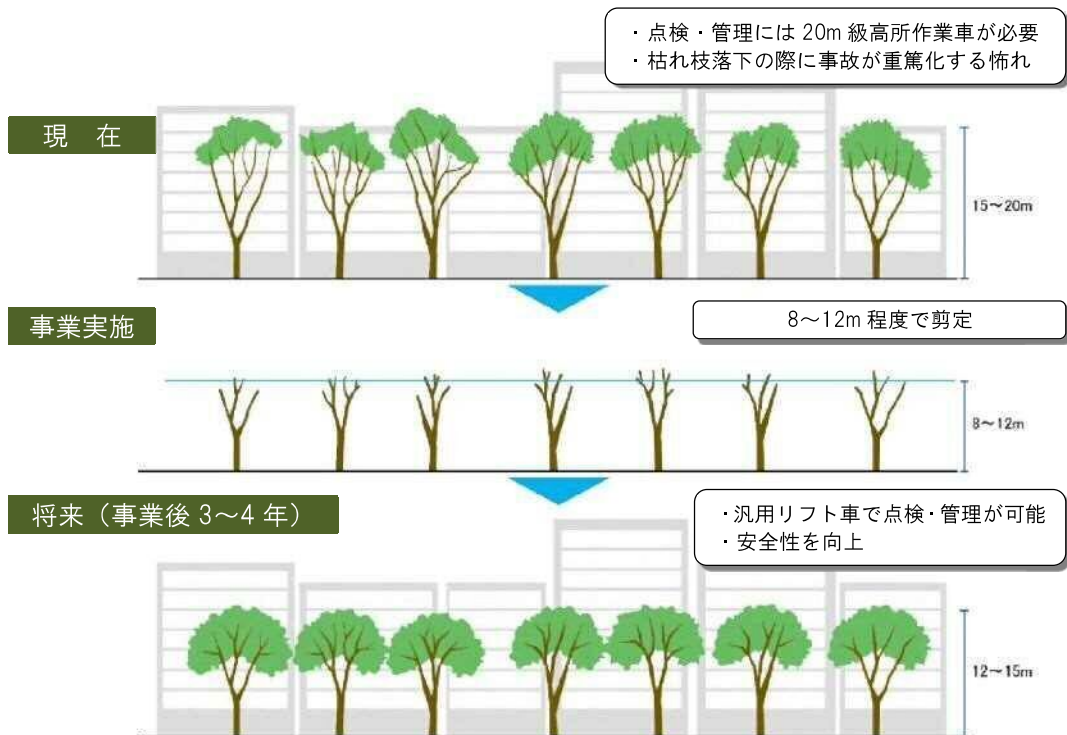 ・点検・管理には 20m 級高所作業車が必要
・枯れ枝落下の際に事故が重篤化する怖れ
現　在
15～20m
事業実施
8～12m 程度で剪定
8～12m
将来（事業後 3～4 年）
・汎用リフト車で点検・管理が可能
・安全性を向上
12～15m